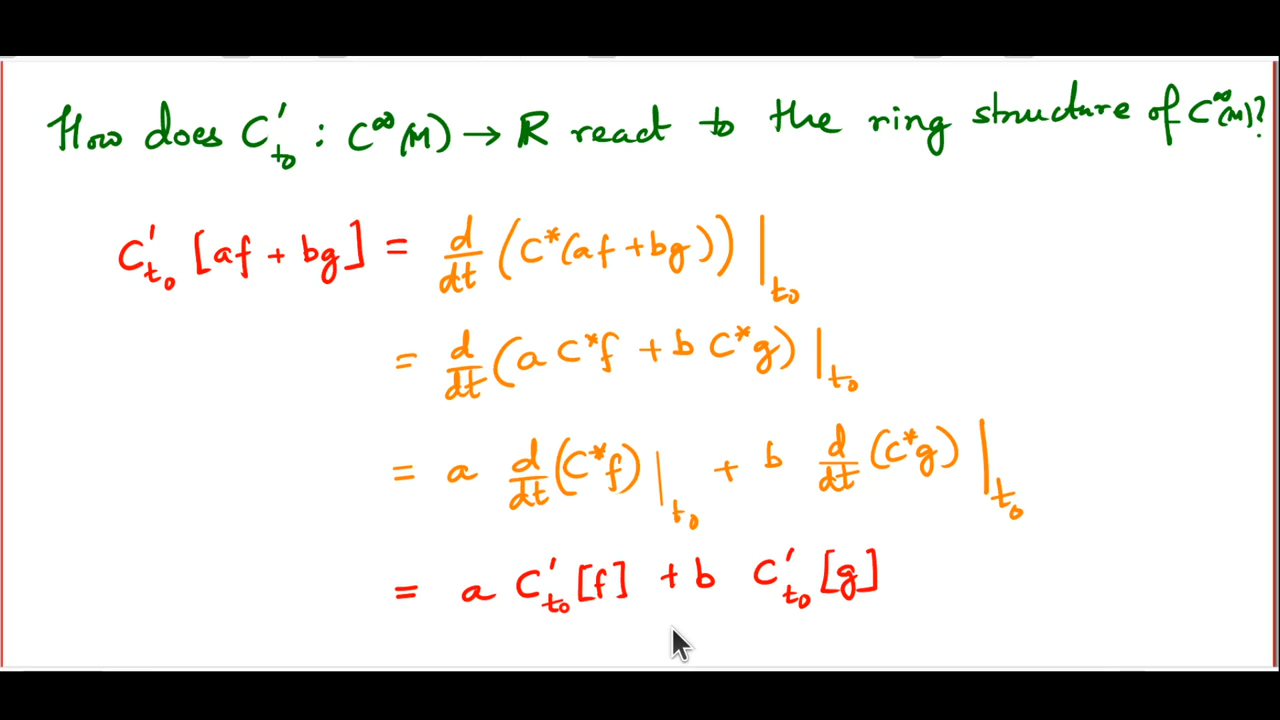 How does C'_{t_0} : C^∞(M) → ℝ react to the ring structure of C^∞(M)?
C'_{t_0} [af + bg] = d/dt (C*(af + bg)) |_{t_0}
= d/dt (a C*f + b C*g) |_{t_0}
= a d/dt (C*f) |_{t_0} + b d/dt (C*g) |_{t_0}
= a C'_{t_0} [f] + b C'_{t_0} [g]